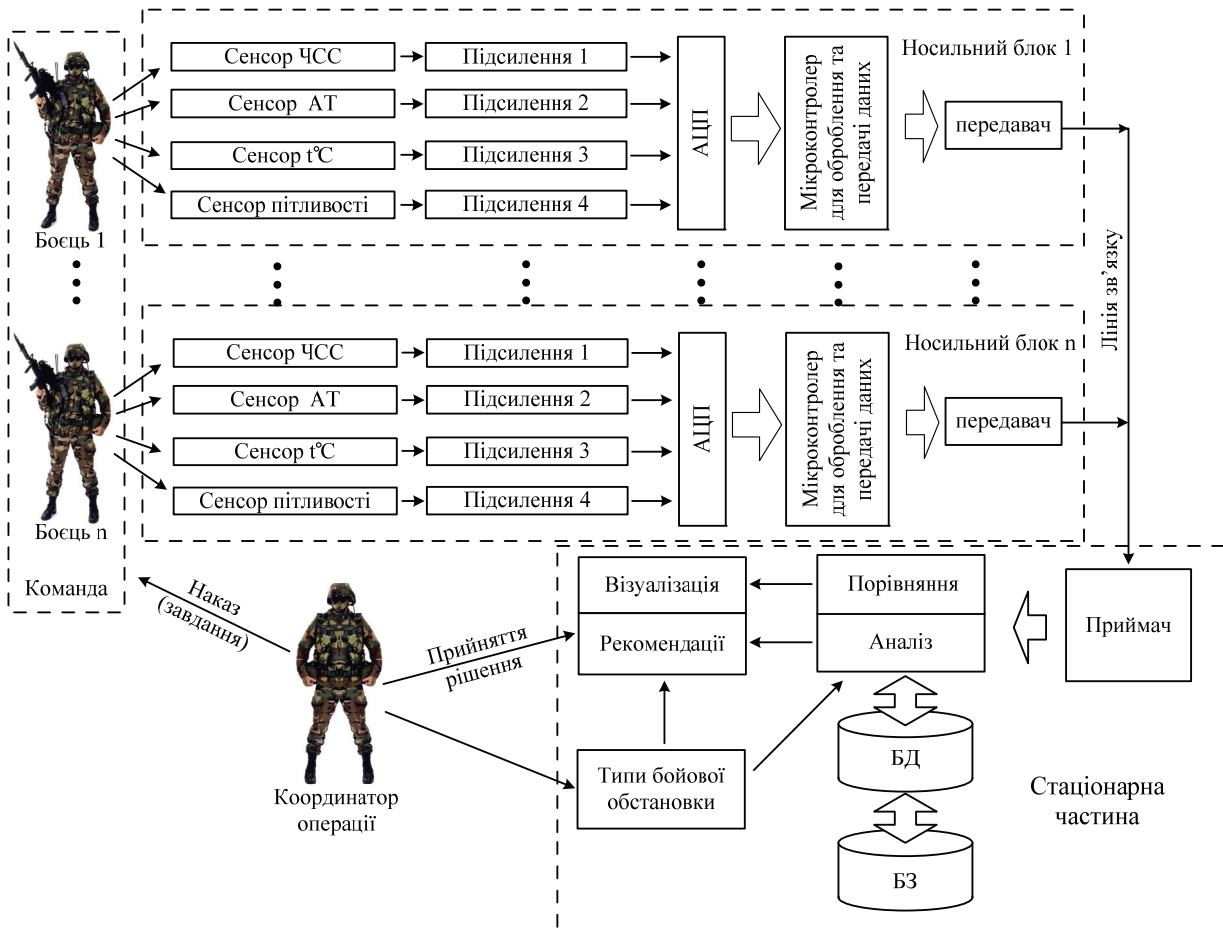 Сенсор ЧСС
Підсилення 1
Сенсор АТ
Підсилення 2
Сенсор t°C
Підсилення 3
Сенсор пітливості
Підсилення 4
АЦП
Мікроконтролер
для оброблення та
передачі даних
Носильний блок 1
передавач
Боєць 1
Лінія зв’язку
Сенсор ЧСС
Підсилення 1
Сенсор АТ
Підсилення 2
Сенсор t°C
Підсилення 3
Сенсор пітливості
Підсилення 4
АЦП
Мікроконтролер
для оброблення та
передачі даних
Носильний блок n
передавач
Боєць n
Команда
Наказ
(завдання)
Координатор
операції
Прийняття
рішення
Візуалізація
Рекомендації
Порівняння
Аналіз
Приймач
Типи бойової
обстановки
БД
БЗ
Стаціонарна
частина